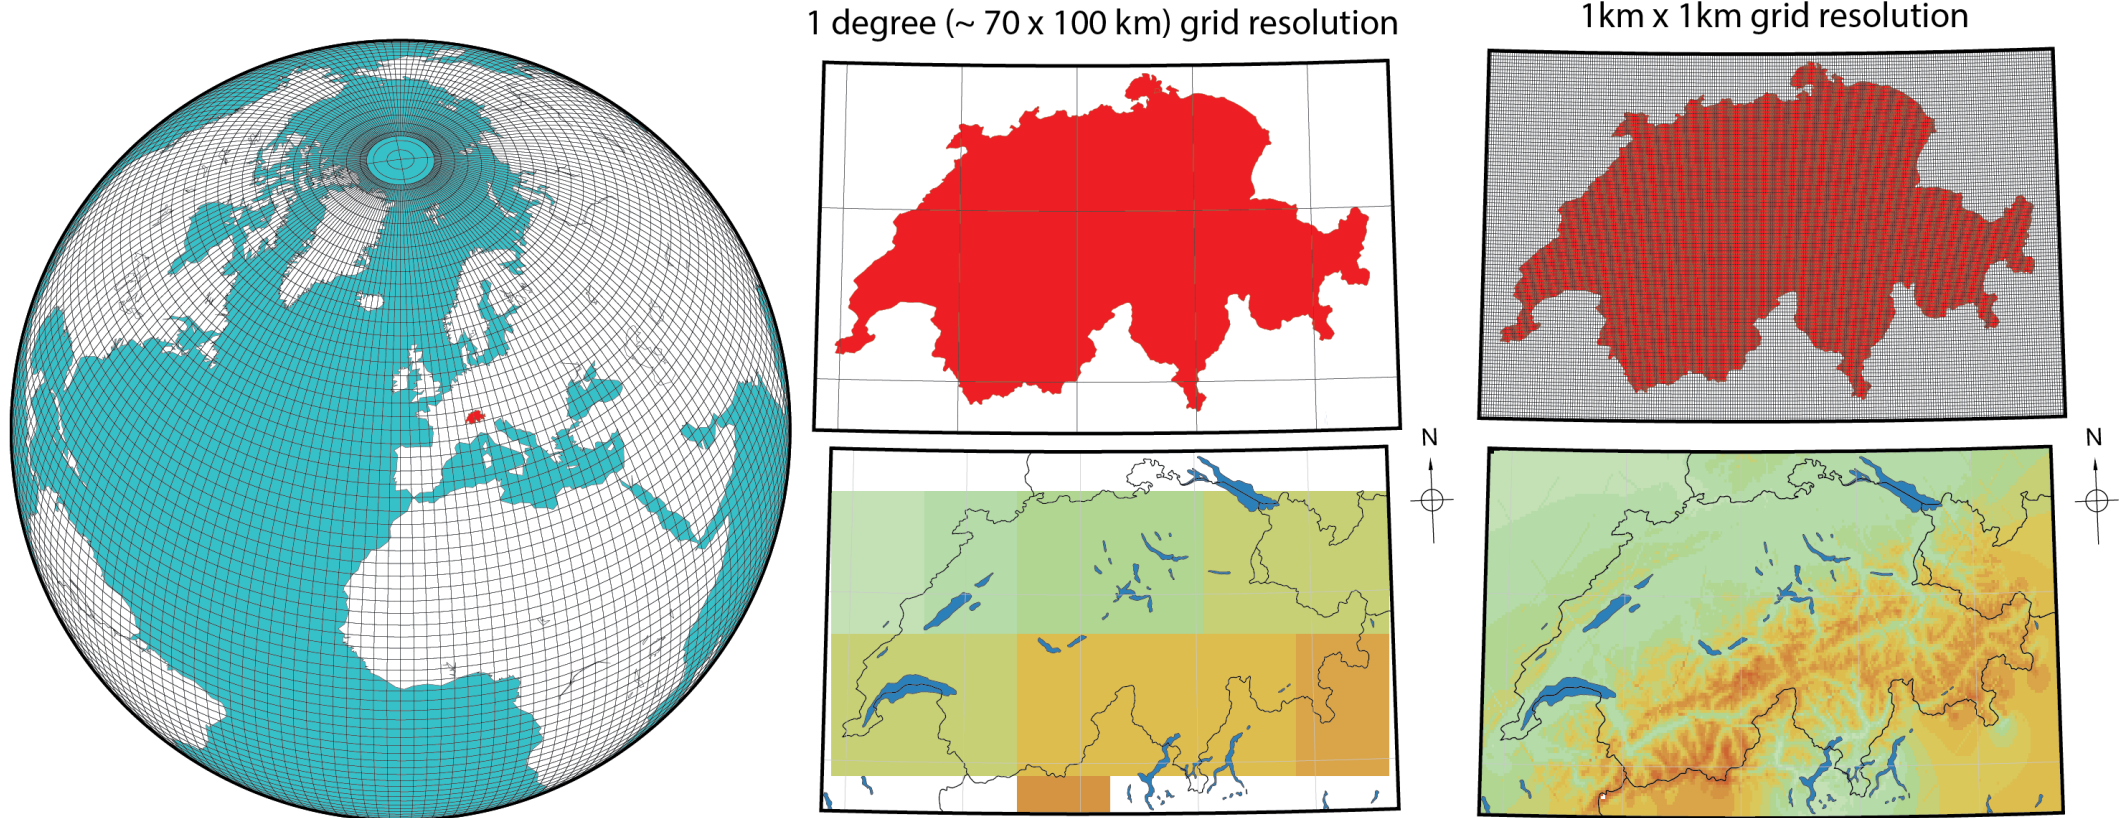 1 degree (~ 70 x 100 km) grid resolution
1km x 1km grid resolution
N
N